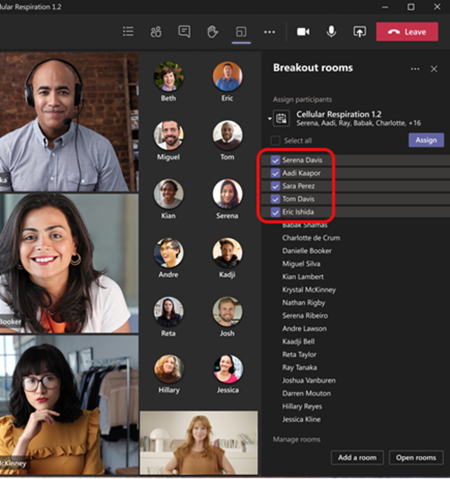 Cellular Respiration 1.2
Leave
Beth
Eric
Miguel
Tom
Kian
Serena
Andre
Kadji
Reta
Josh
Hillary
Jessica
Booker
McKinney
Breakout rooms
Assign participants
Cellular Respiration 1.2
Serena, Aadi, Ray, Babak, Charlotte, +16
Select all
Assign
Serena Davis
Aadi Kaapor
Sara Perez
Tom Davis
Eric Ishida
Babak Shamas
Charlotte de Crum
Danielle Booker
Miguel Silva
Kian Lambert
Krystal McKinney
Nathan Rigby
Serena Ribeiro
Andre Lawson
Kaadji Bell
Reta Taylor
Ray Tanaka
Joshua Vanburen
Darren Mouton
Hillary Reyes
Jessica Kline
Manage rooms
Add a room
Open rooms